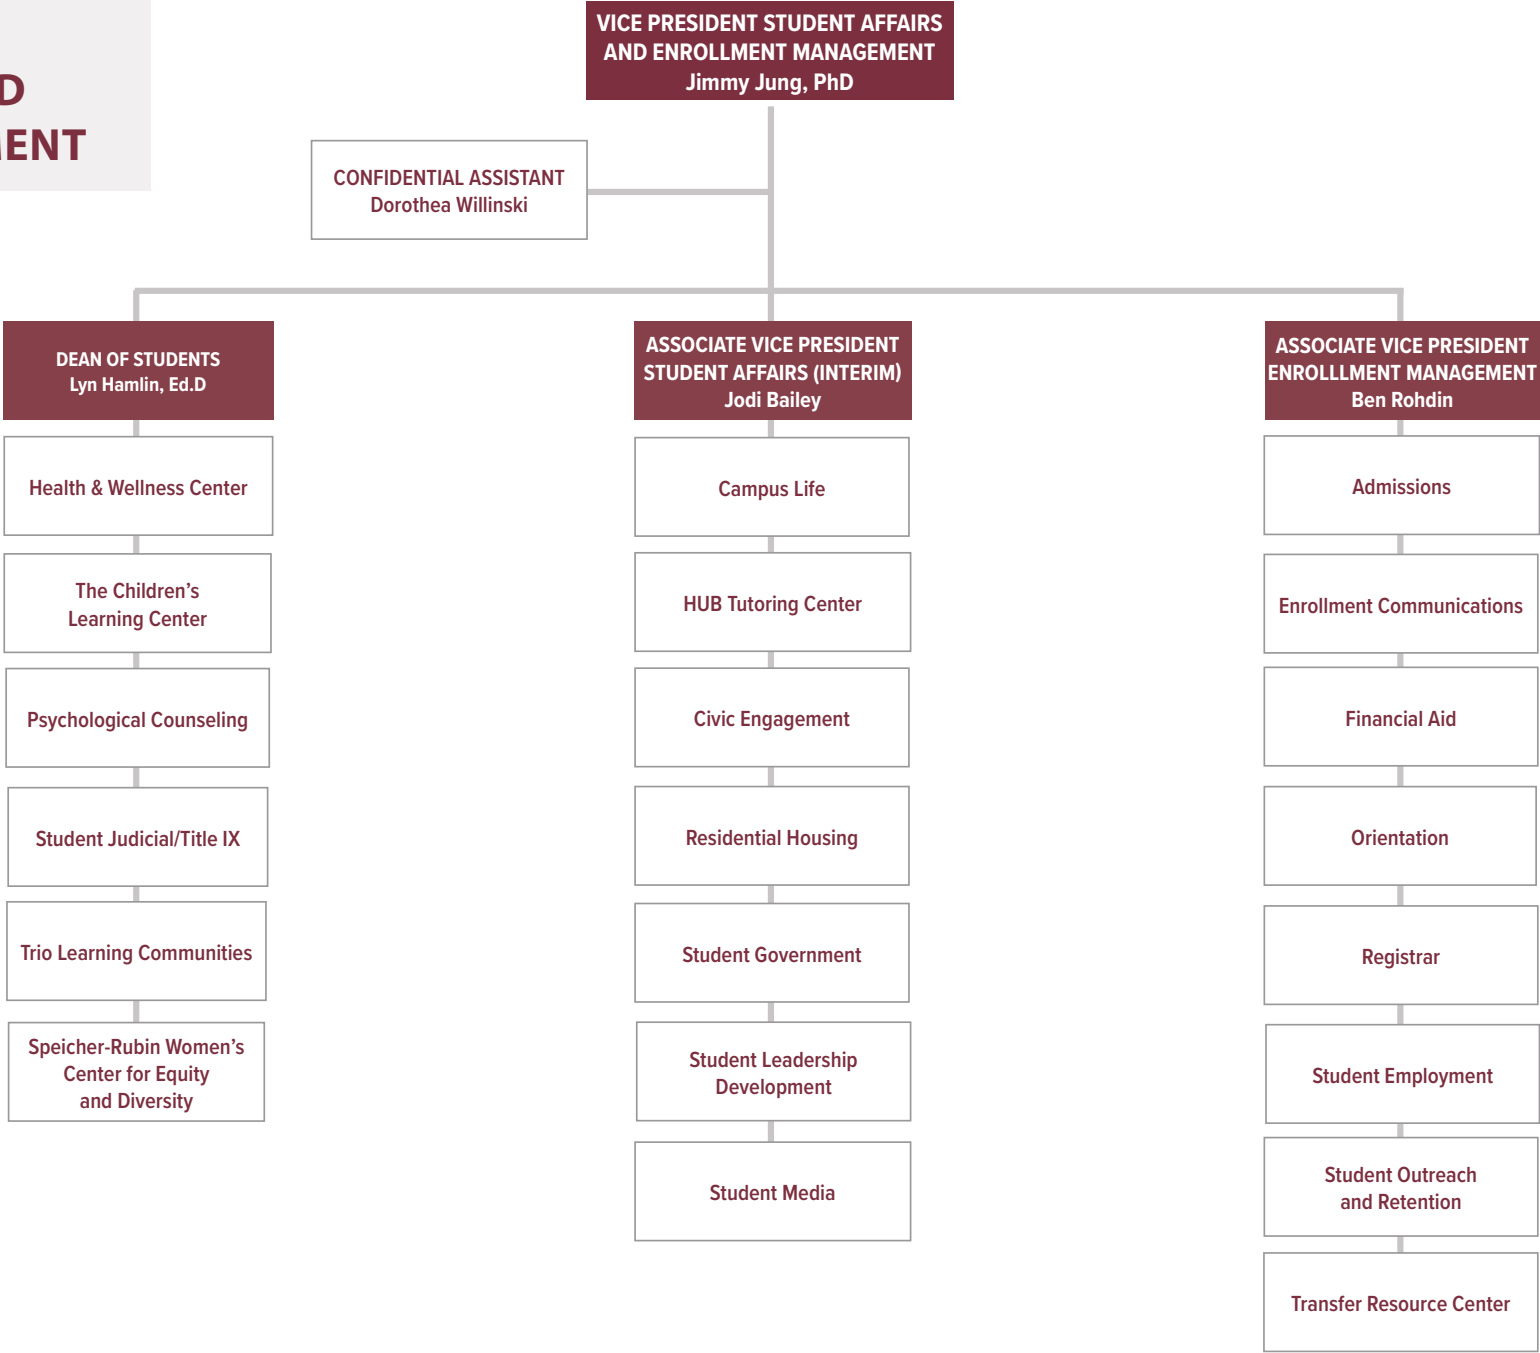 VICE PRESIDENT STUDENT AFFAIRS
AND ENROLLMENT MANAGEMENT
Jimmy Jung, PhD
CONFIDENTIAL ASSISTANT
Dorothea Willinski
DEAN OF STUDENTS
Lyn Hamlin, Ed.D
Health & Wellness Center
The Children’s
Learning Center
Psychological Counseling
Student Judicial/Title IX
Trio Learning Communities
Speicher-Rubin Women’s
Center for Equity
and Diversity
ASSOCIATE VICE PRESIDENT
STUDENT AFFAIRS (INTERIM)
Jodi Bailey
Campus Life
HUB Tutoring Center
Civic Engagement
Residential Housing
Student Government
Student Leadership
Development
Student Media
ASSOCIATE VICE PRESIDENT
ENROLLLMENT MANAGEMENT
Ben Rohdin
Admissions
Enrollment Communications
Financial Aid
Orientation
Registrar
Student Employment
Student Outreach
and Retention
Transfer Resource Center